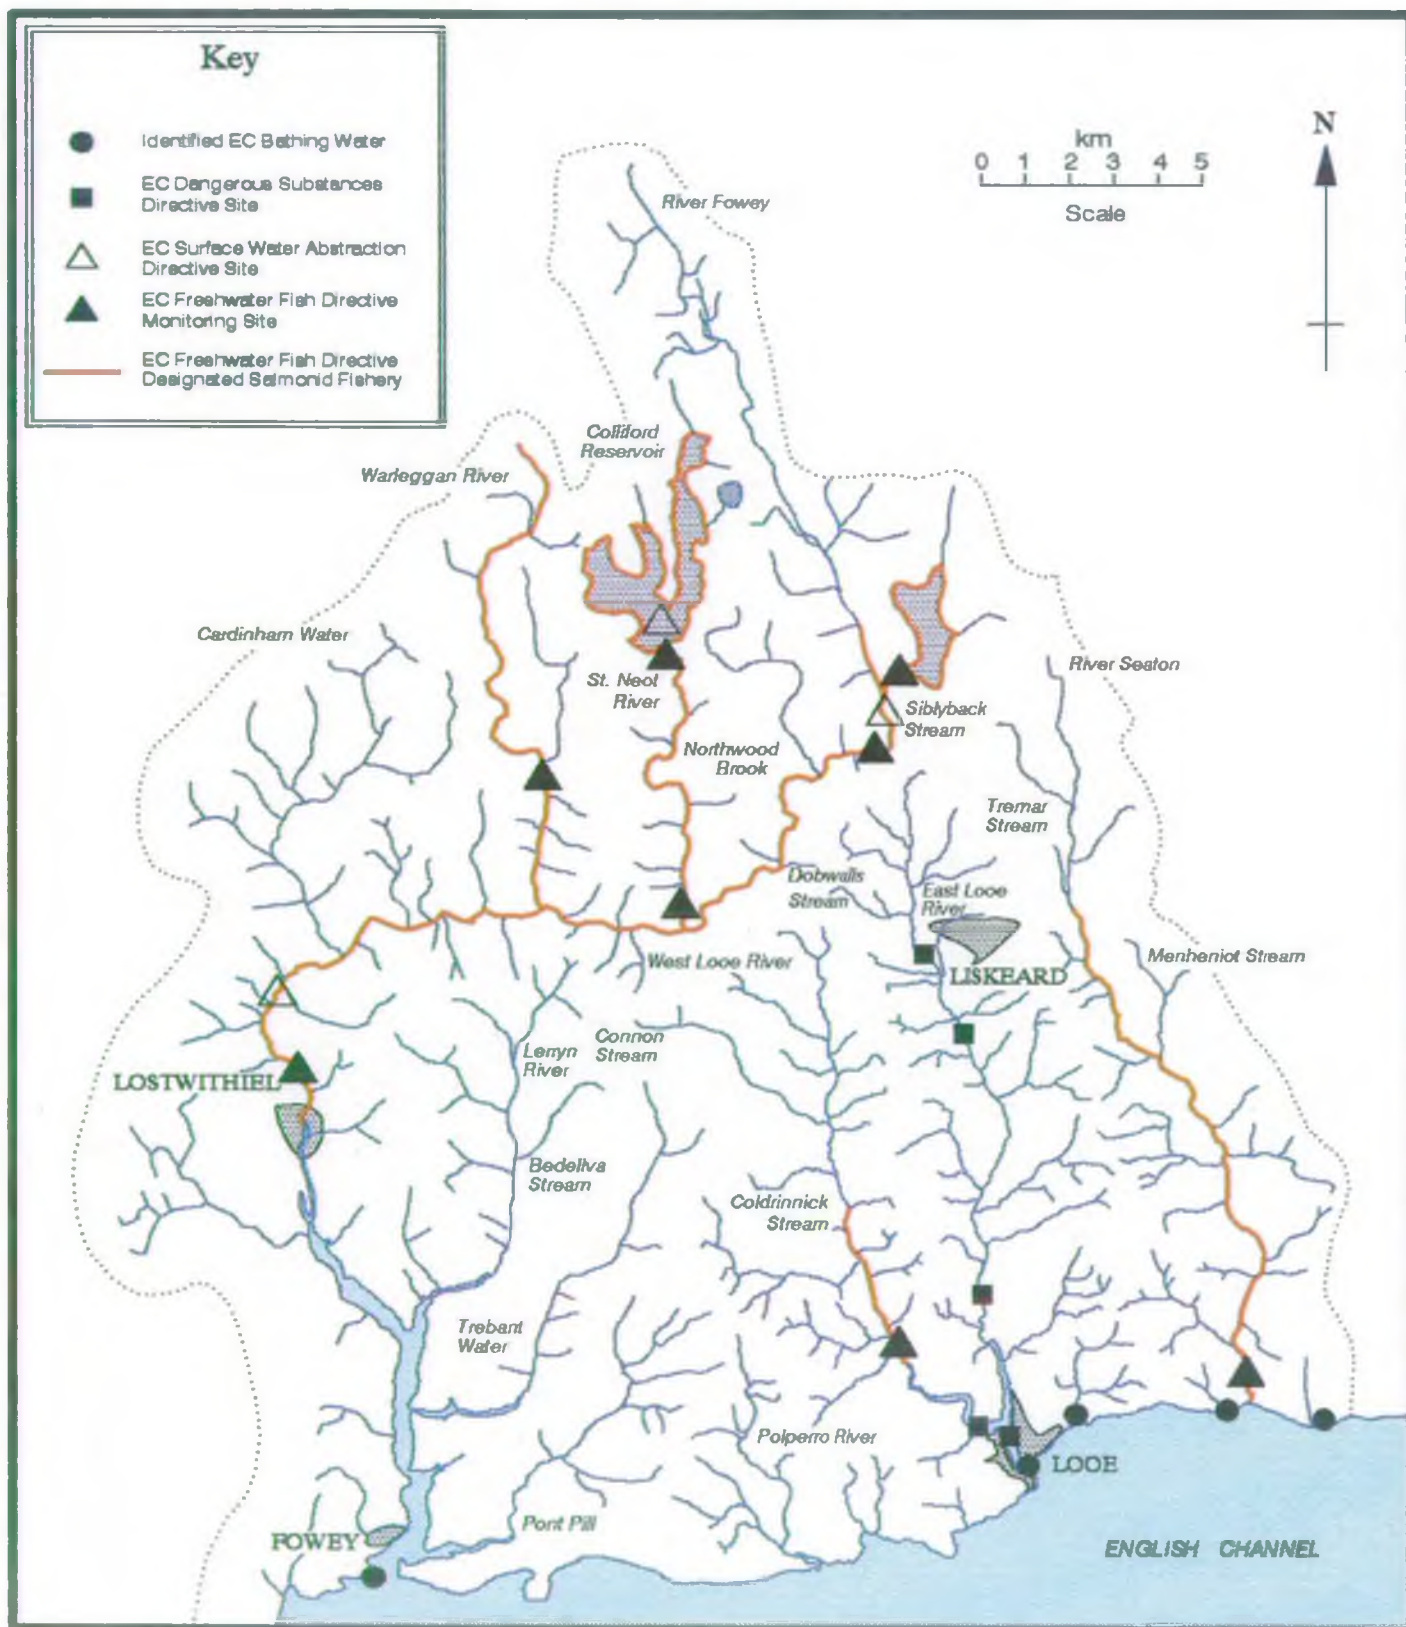 Key
Identified EC Bathing Water
EC Dangerous Substances
Directive Site
EC Surface Water Abstraction
Directive Site
EC Freshwater Fish Directive
Monitoring Site
EC Freshwater Fish Directive
Designated Salmonid Fishery
km
0 1 2 3 4 5
Scale
N
River Fowey
Colliford
Reservoir
Warleggan River
Cardinham Water
St. Neot
River
River Seaton
Siblyback
Stream
Northwood
Brook
Tremar
Stream
Dobwalls
Stream
East Looe
River
West Looe River
Menheniot Stream
LISKEARD
Connon
Stream
Lerryn
River
LOSTWITHIEL
Bedellva
Stream
Coldrinnick
Stream
Trebant
Water
Polperro River
LOOE
Pont Pill
FOWEY
ENGLISH CHANNEL